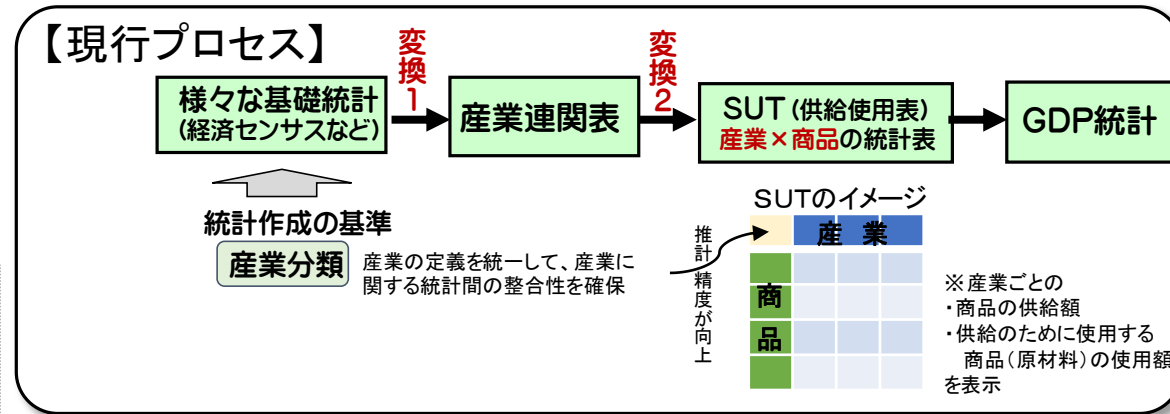 【現行プロセス】
変換1
変換2
様々な基礎統計
(経済センサスなど)
産業連関表
SUT(供給使用表)
産業×商品の統計表
GDP統計
統計作成の基準
産業分類
産業の定義を統一して、産業に
関する統計間の整合性を確保
推計精度が向上
SUTのイメージ
産業
商品
※産業ごとの
・商品の供給額
・供給のために使用する
商品(原材料)の使用額
を表示